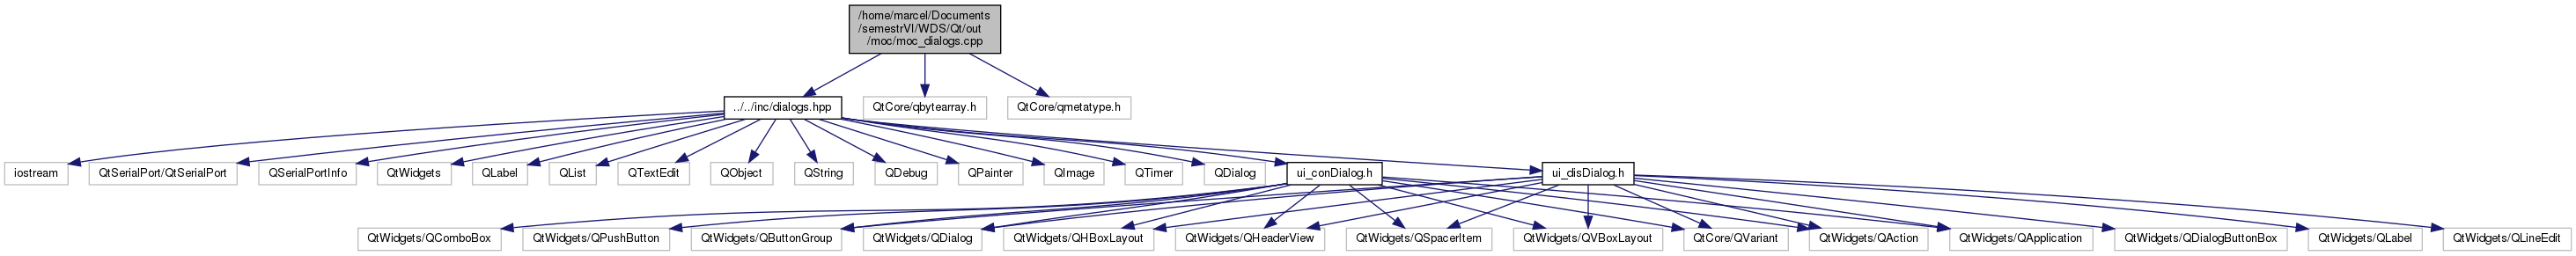 /home/marcel/Documents
/semestrVI/WDS/Qt/out
/moc/moc_dialogs.cpp
../../inc/dialogs.hpp
QtCore/qbytearray.h
QtCore/qmetatype.h
iostream
QtSerialPort/QtSerialPort
QSerialPortInfo
QtWidgets
QLabel
QList
QTextEdit
QObject
QString
QDebug
QPainter
QImage
QTimer
QDialog
ui_conDialog.h
ui_disDialog.h
QtWidgets/QComboBox
QtWidgets/QPushButton
QtWidgets/QButtonGroup
QtWidgets/QDialog
QtWidgets/QHBoxLayout
QtWidgets/QHeaderView
QtWidgets/QSpacerItem
QtWidgets/QVBoxLayout
QtCore/QVariant
QtWidgets/QAction
QtWidgets/QApplication
QtWidgets/QDialogButtonBox
QtWidgets/QLabel
QtWidgets/QLineEdit